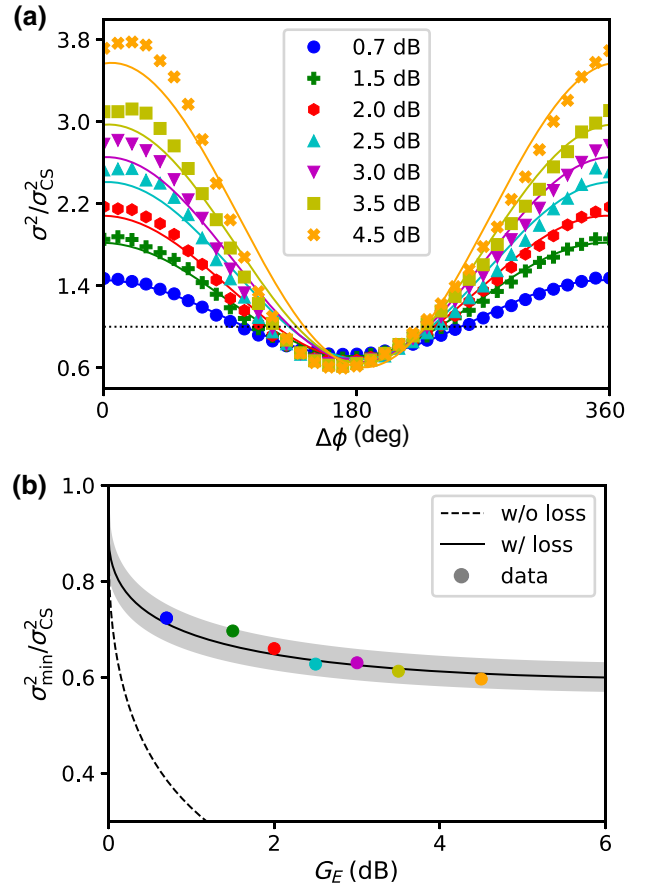 (a)
3.8
3.0
2.2
1.4
0.6
σ²/σ²CS
0.7 dB
1.5 dB
2.0 dB
2.5 dB
3.0 dB
3.5 dB
4.5 dB
0
180
360
Δϕ (deg)
(b)
1.0
0.8
0.6
0.4
σ²min/σ²CS
w/o loss
w/ loss
data
0
2
4
6
G_E (dB)